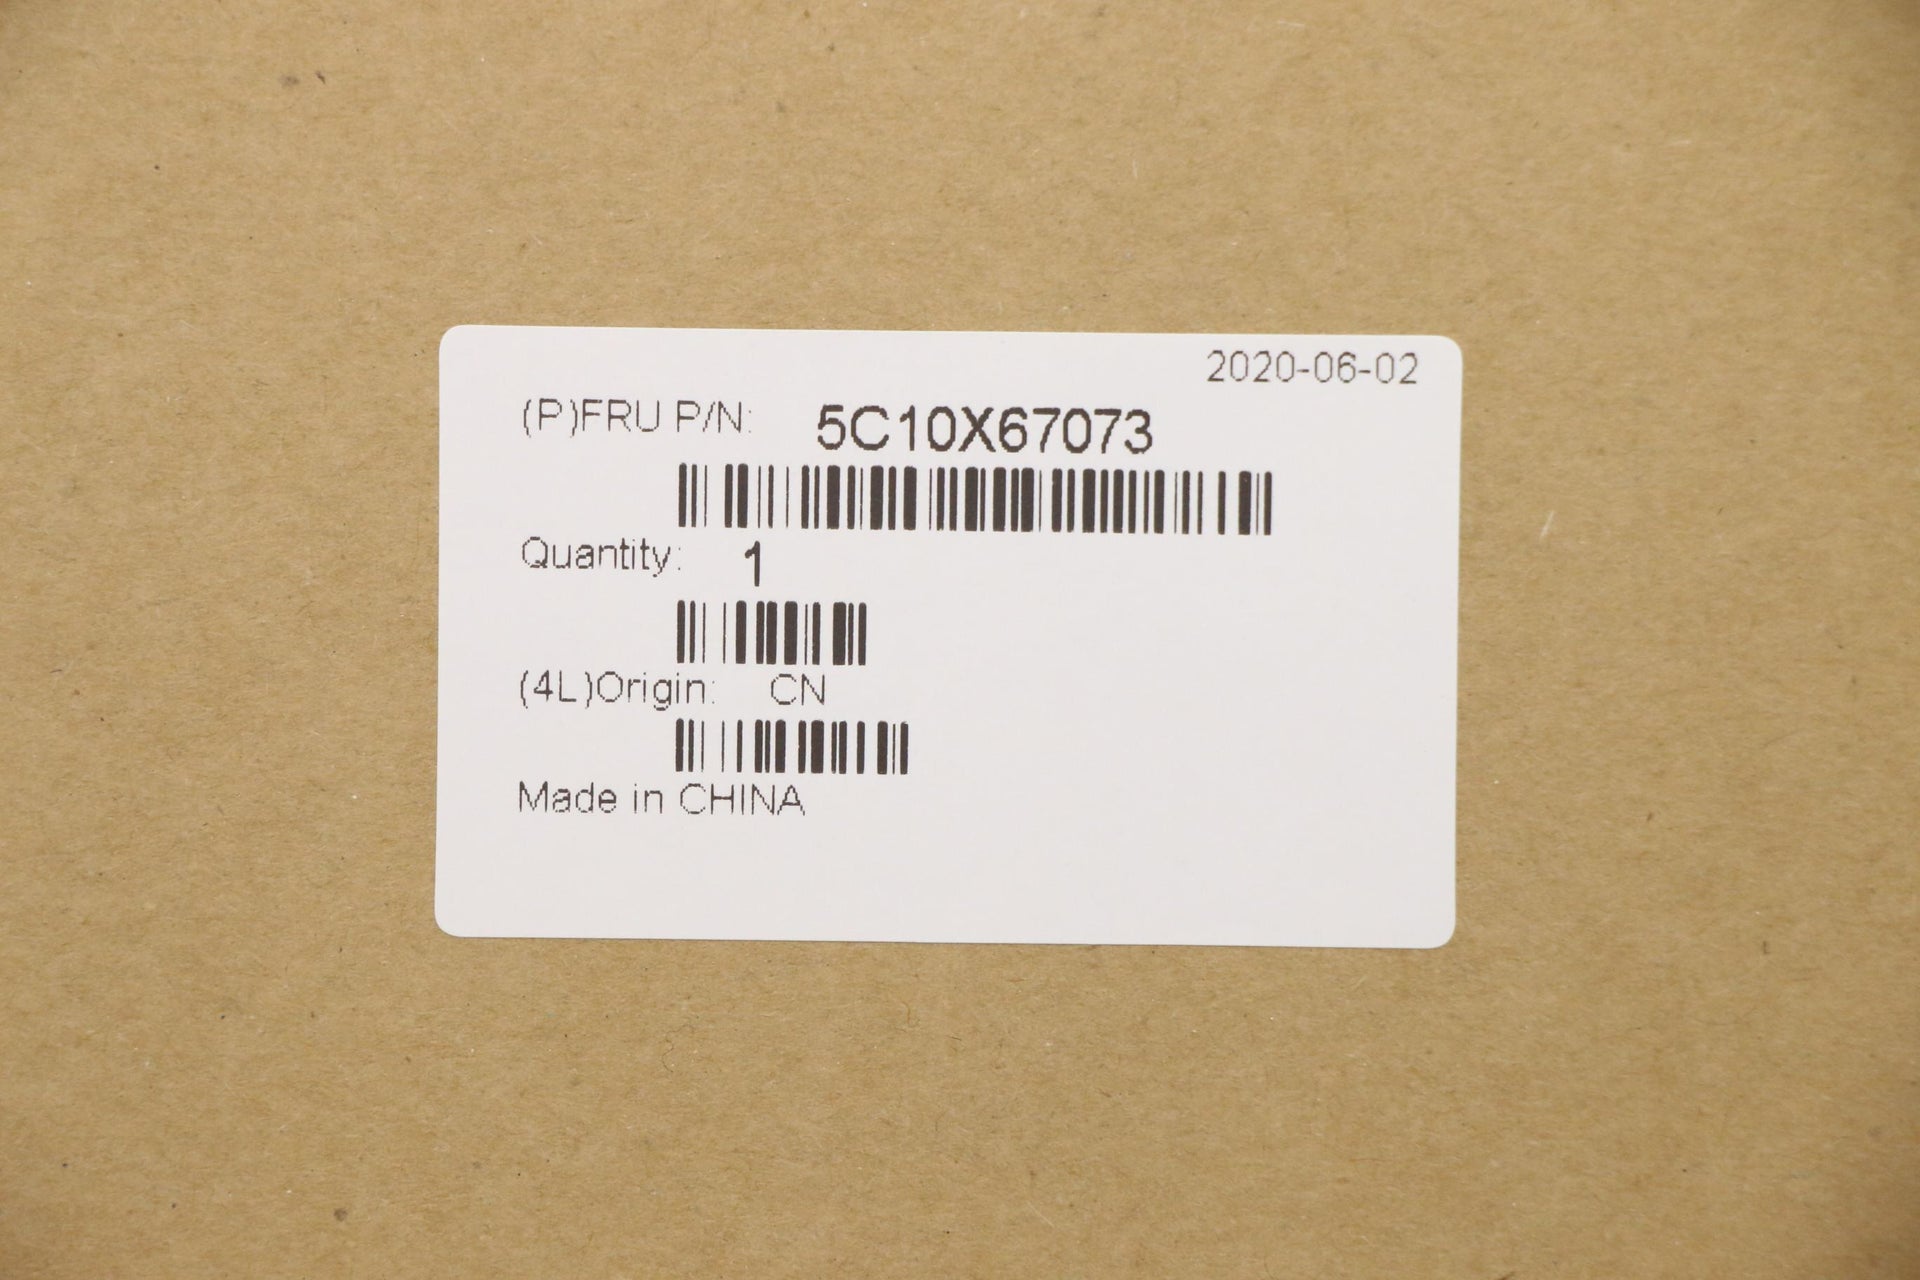 2020-06-02
(P)FRU P/N: 5C10X67073
Quantity: 1
(4L)Origin: CN
Made in CHINA